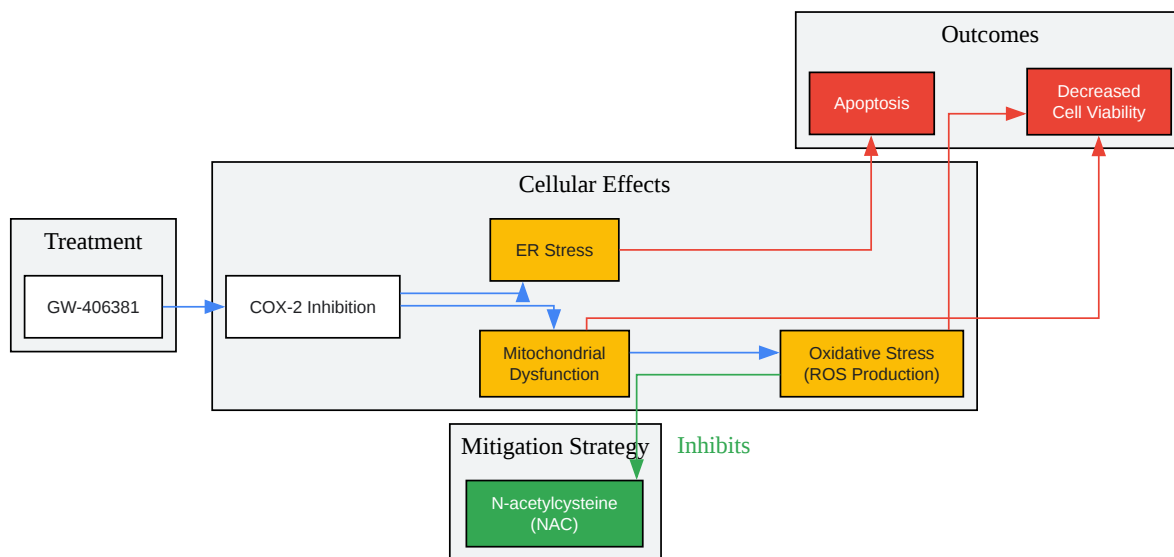 Outcomes
Apoptosis
Decreased
Cell Viability
Cellular Effects
Treatment
ER Stress
GW-406381
COX-2 Inhibition
Mitochondrial
Dysfunction
Oxidative Stress
(ROS Production)
Mitigation Strategy
Inhibits
N-acetylcysteine
(NAC)